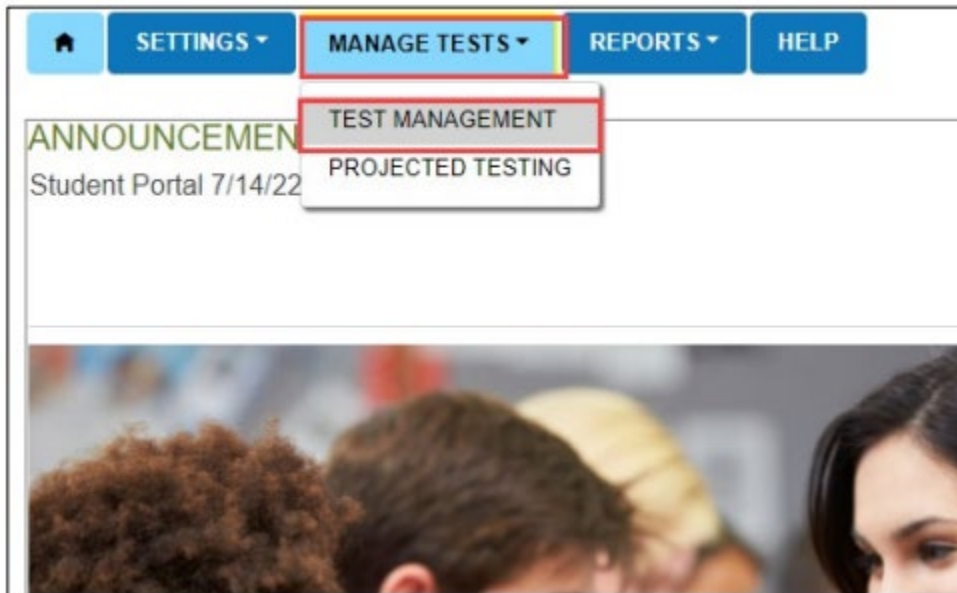 SETTINGS MANAGE TESTS REPORTS HELP
TEST MANAGEMENT
PROJECTED TESTING
ANNOUNCEMEN
Student Portal 7/14/22